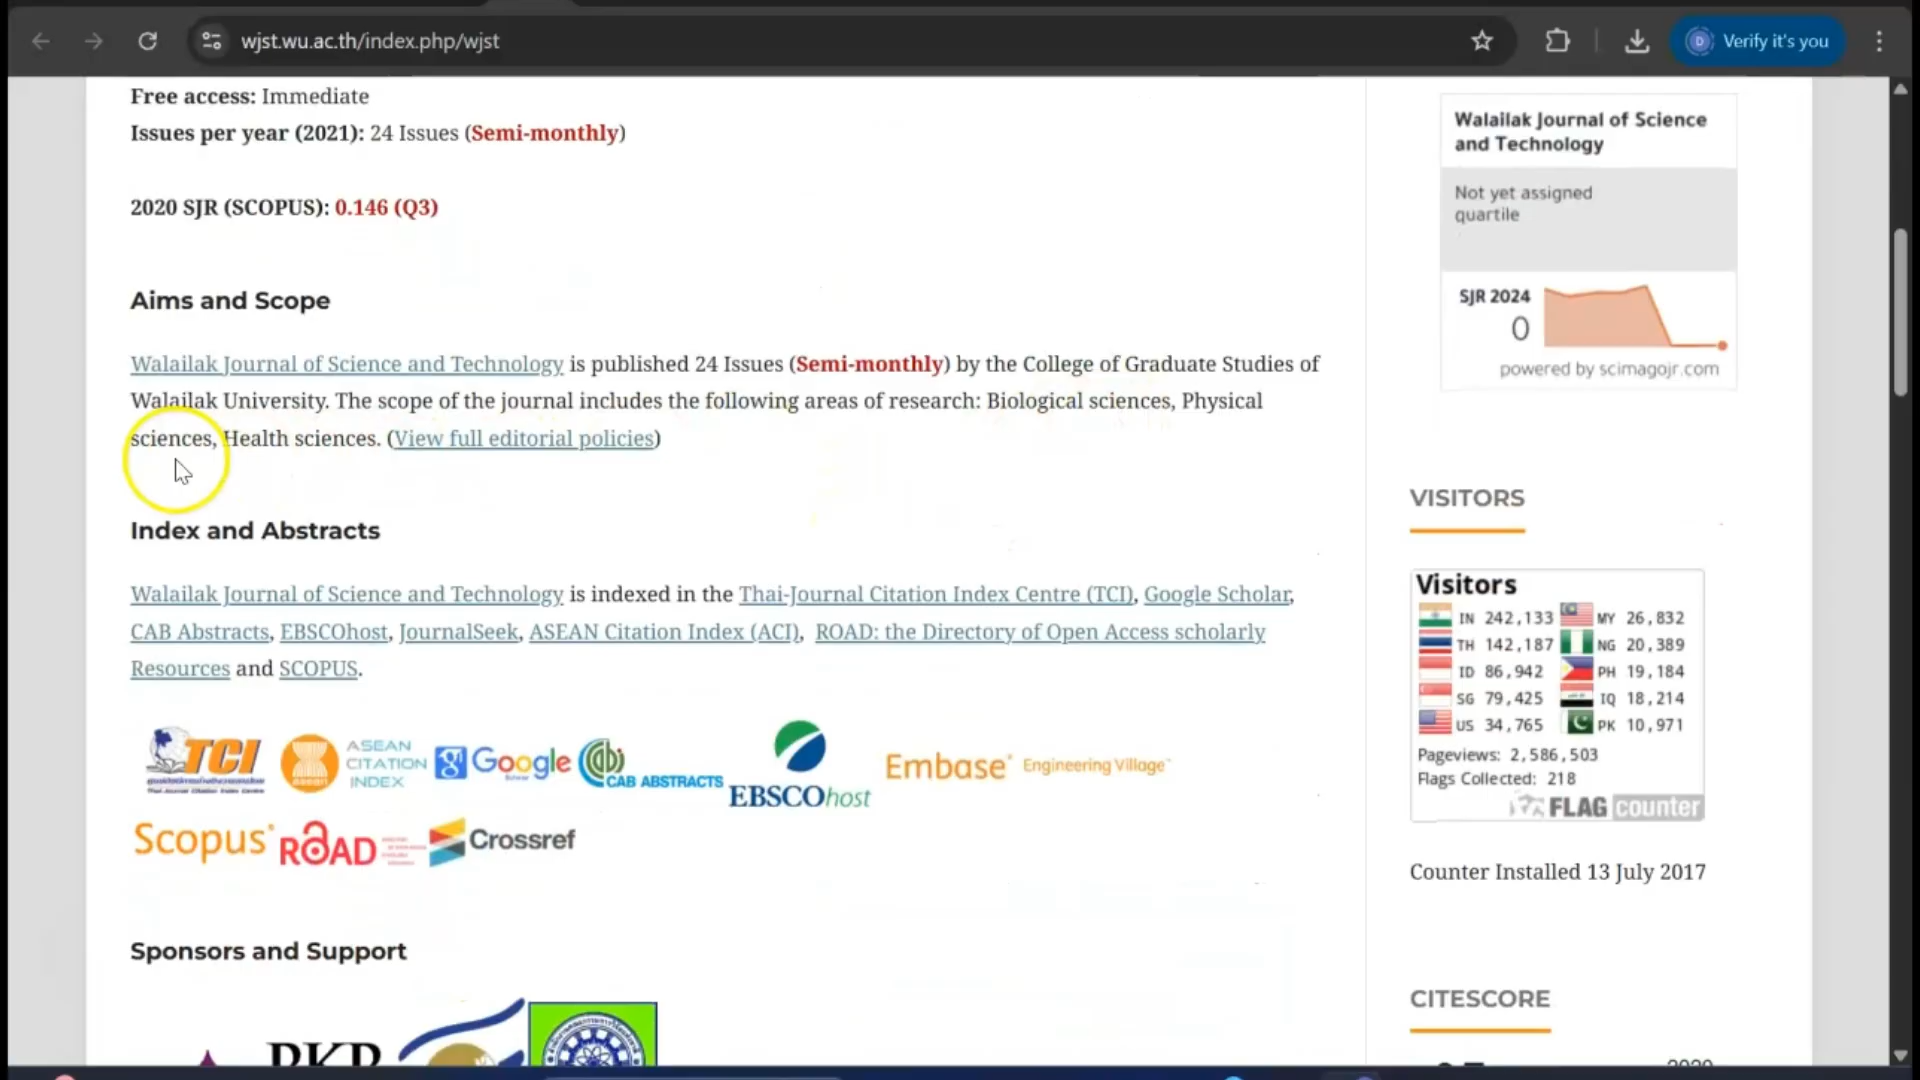 wjst.wu.ac.th/index.php/wjst
Verify it's you
Free access: Immediate
Issues per year (2021): 24 Issues (Semi-monthly)
2020 SJR (SCOPUS): 0.146 (Q3)
Aims and Scope
Walailak Journal of Science and Technology is published 24 Issues (Semi-monthly) by the College of Graduate Studies of
Walailak University. The scope of the journal includes the following areas of research: Biological sciences, Physical
sciences, Health sciences. (View full editorial policies)
Index and Abstracts
Walailak Journal of Science and Technology is indexed in the Thai-Journal Citation Index Centre (TCI), Google Scholar,
CAB Abstracts, EBSCOhost, JournalSeek, ASEAN Citation Index (ACI), ROAD: the Directory of Open Access scholarly
Resources and SCOPUS.
TCI
Thai-Journal Citation Index Centre
asean
ASEAN
CITATION
INDEX
Google
Scholar
cabi
CAB ABSTRACTS
EBSCOhost
Embase
Engineering Village
Scopus
ROAD
Crossref
Sponsors and Support
PKP
Walailak Journal of Science
and Technology
Not yet assigned
quartile
SJR 2024
0
powered by scimagojr.com
VISITORS
Visitors
IN 242,133 MY 26,832
TH 142,187 NG 20,389
ID 86,942 PH 19,184
SG 79,425 IQ 18,214
US 34,765 PK 10,971
Pageviews: 2,586,503
Flags Collected: 218
FLAG counter
Counter Installed 13 July 2017
CITESCORE
2020